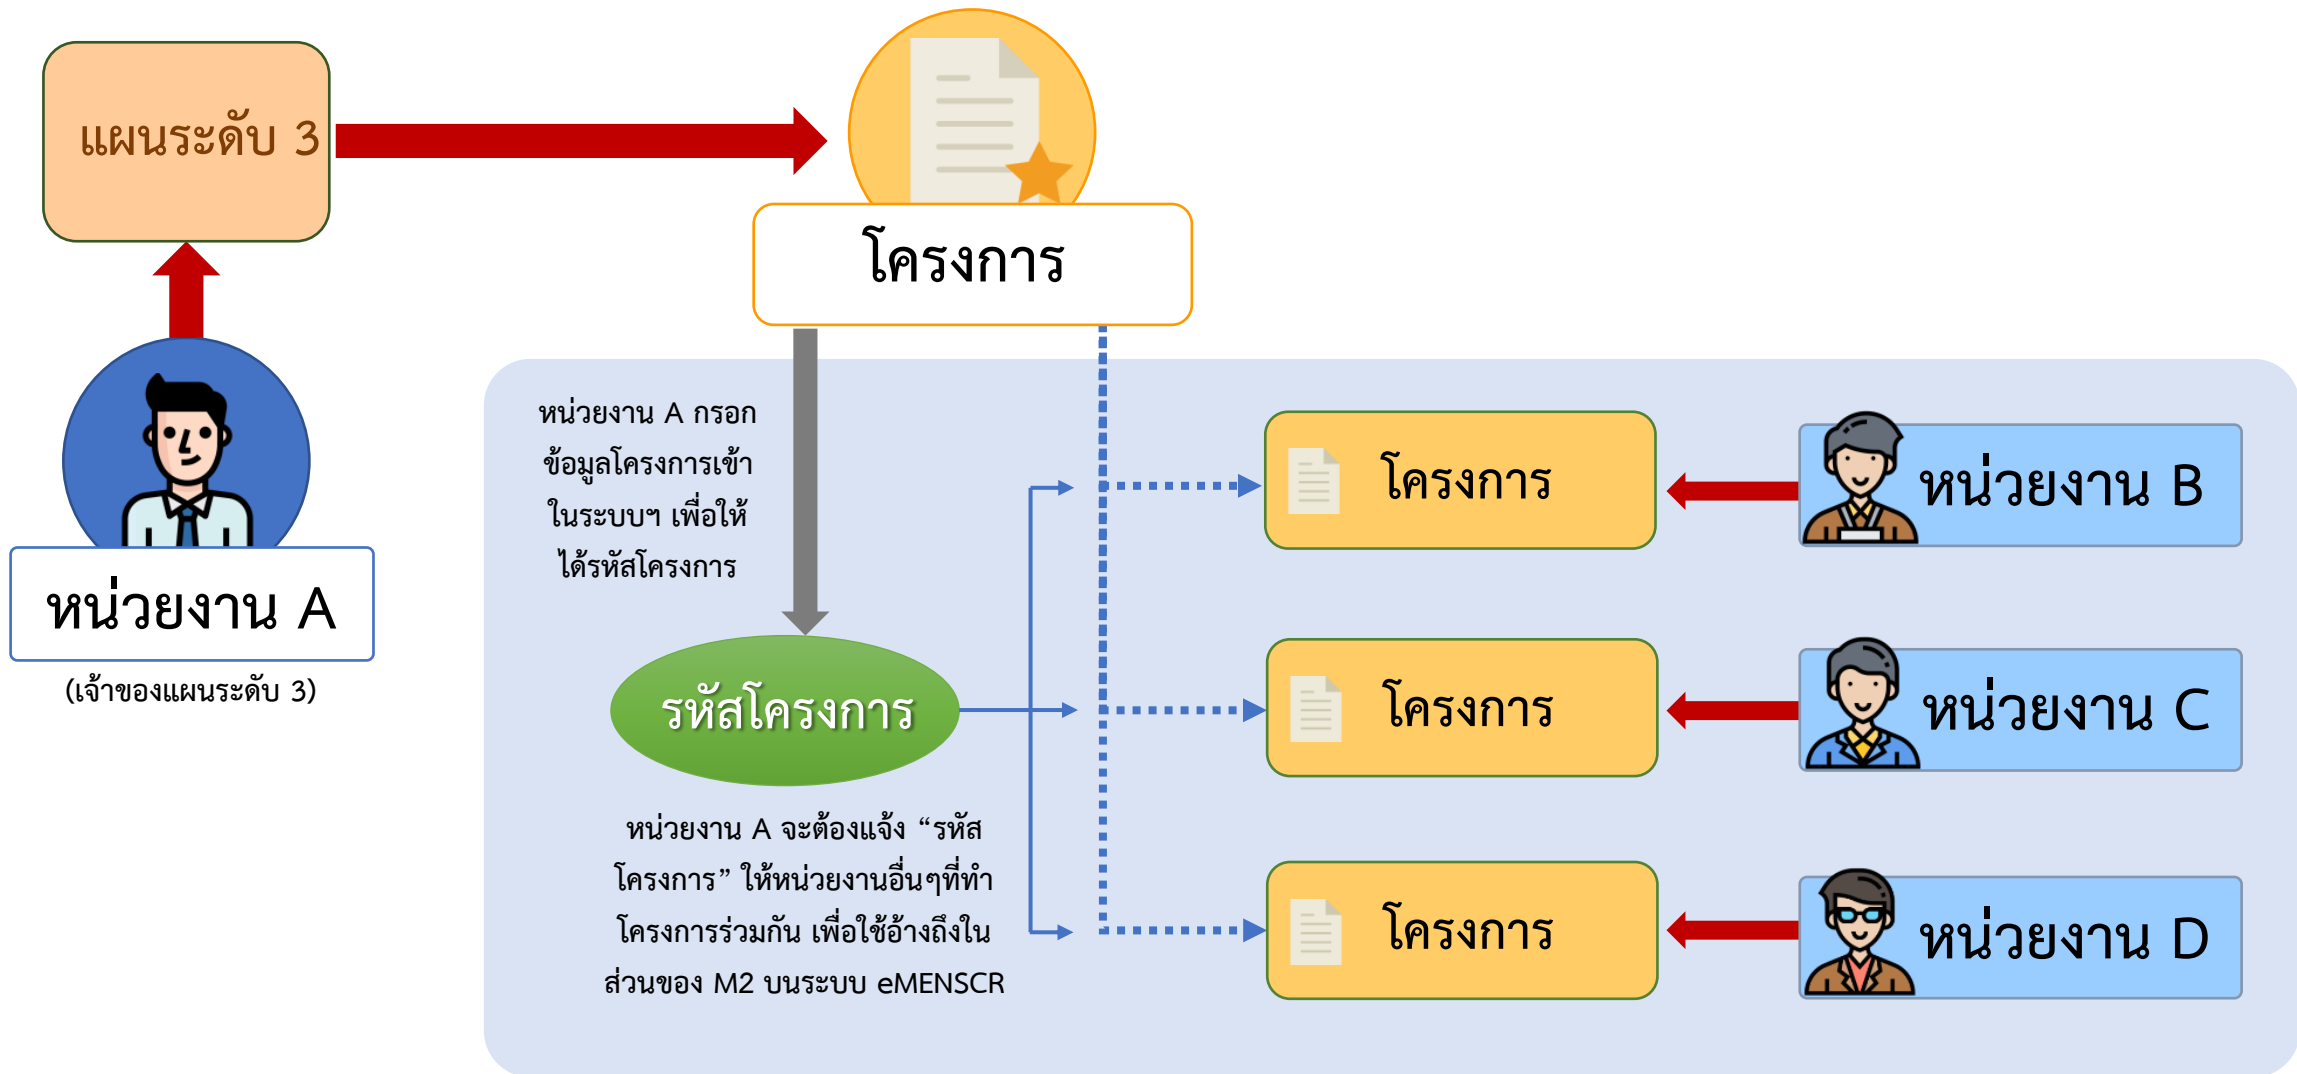 แผนระดับ 3
โครงการ
หน่วยงาน A
(เจ้าของแผนระดับ 3)
หน่วยงาน A กรอก
ข้อมูลโครงการเข้า
ในระบบฯ เพื่อให้
ได้รหัสโครงการ
รหัสโครงการ
หน่วยงาน A จะต้องแจ้ง “รหัส
โครงการ” ให้หน่วยงานอื่นๆที่ทำ
โครงการร่วมกัน เพื่อใช้อ้างถึงใน
ส่วนของ M2 บนระบบ eMENSCR
โครงการ
หน่วยงาน B
โครงการ
หน่วยงาน C
โครงการ
หน่วยงาน D